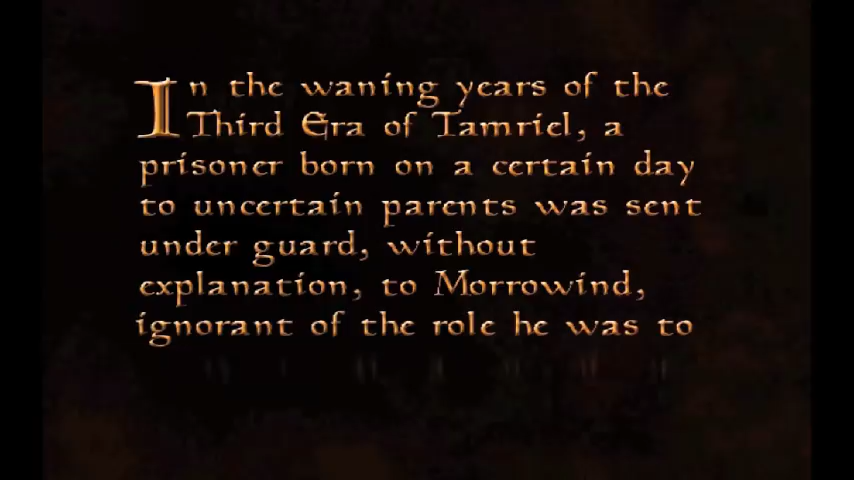 In the waning years of the
Third Era of Tamriel, a
prisoner born on a certain day
to uncertain parents was sent
under guard, without
explanation, to Morrowind,
ignorant of the role he was to